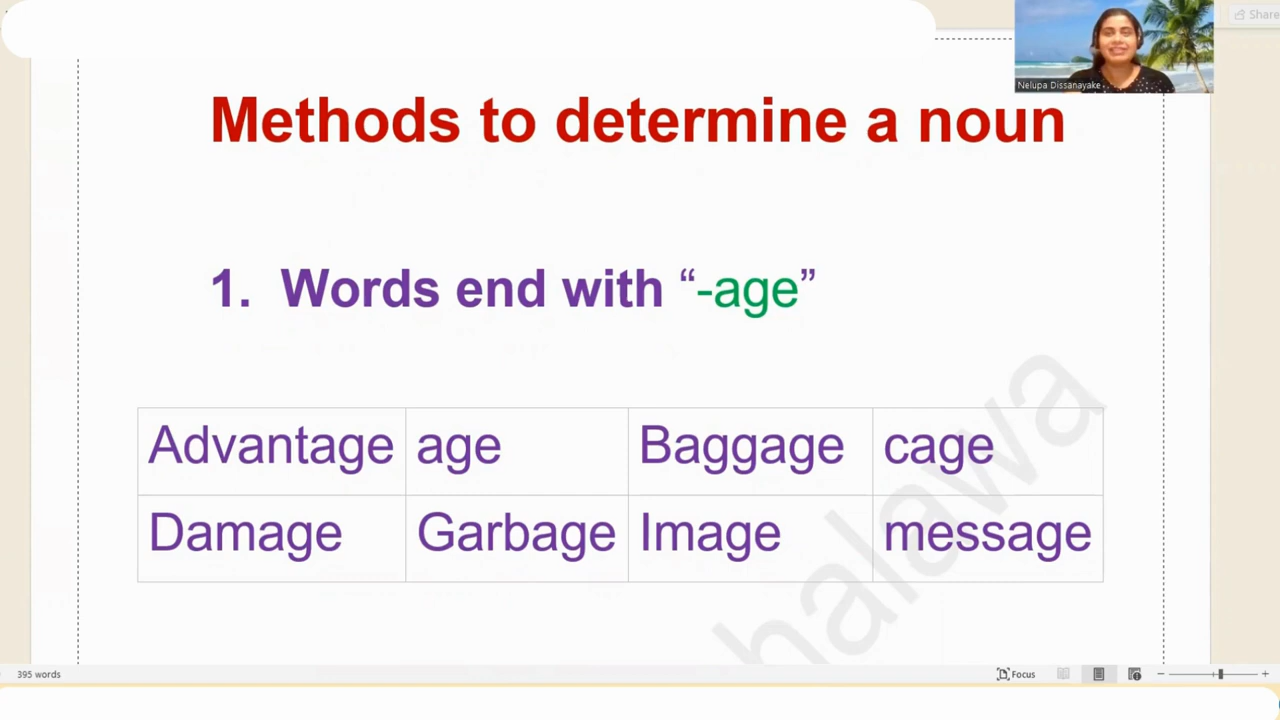 Share
Nelupa Dissanayake
Methods to determine a noun
1. Words end with “-age”
Advantage age Baggage cage
Damage Garbage Image message
halawa
395 words
Focus